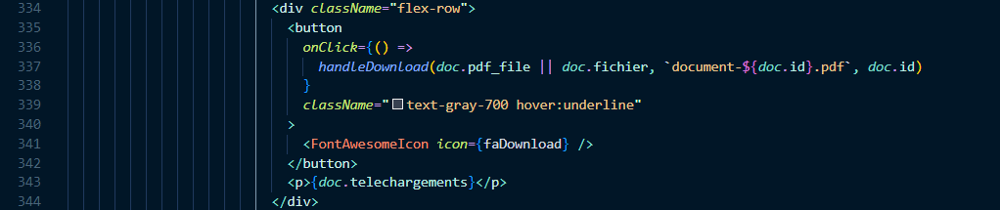 334 <div className="flex-row">
335 <button
336 onClick={() =>
337 handleDownload(doc.pdf_file || doc.fichier, `document-${doc.id}.pdf`, doc.id)
338 }
339 className="text-gray-700 hover:underline"
340 >
341 <FontAwesomeIcon icon={faDownload} />
342 </button>
343 <p>{doc.telechargements}</p>
344 </div>